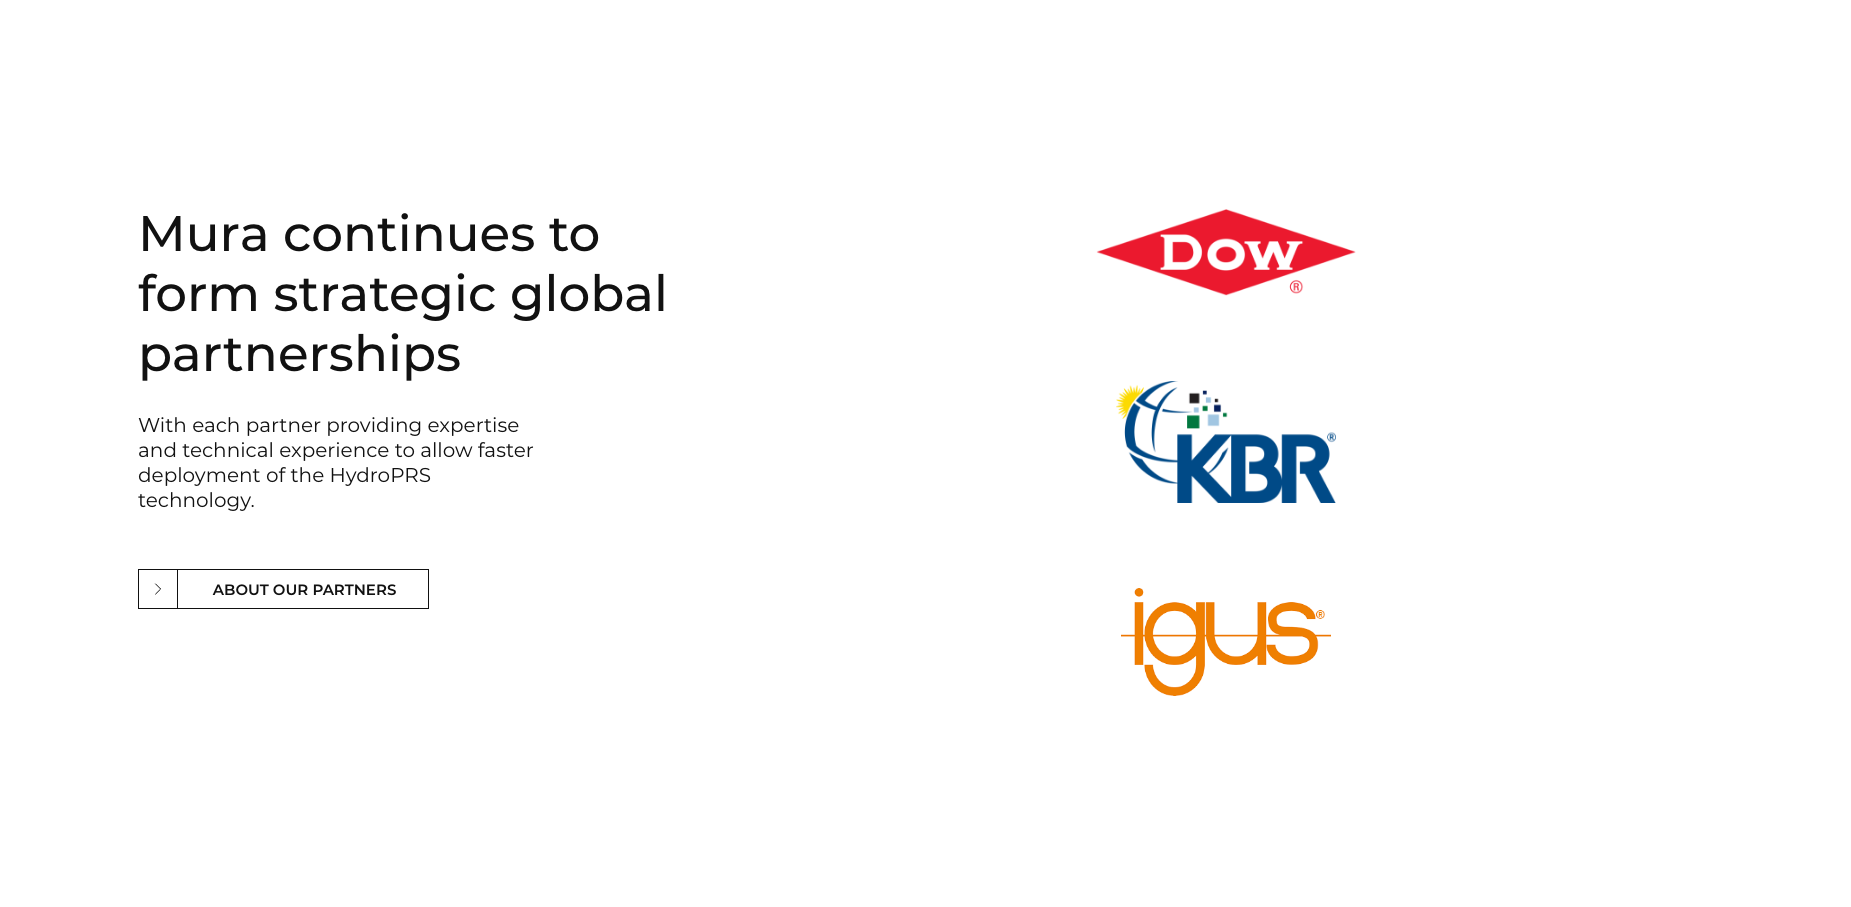 Mura continues to
form strategic global
partnerships
With each partner providing expertise
and technical experience to allow faster
deployment of the HydroPRS
technology.
ABOUT OUR PARTNERS
DOW
®
KBR®
igus®